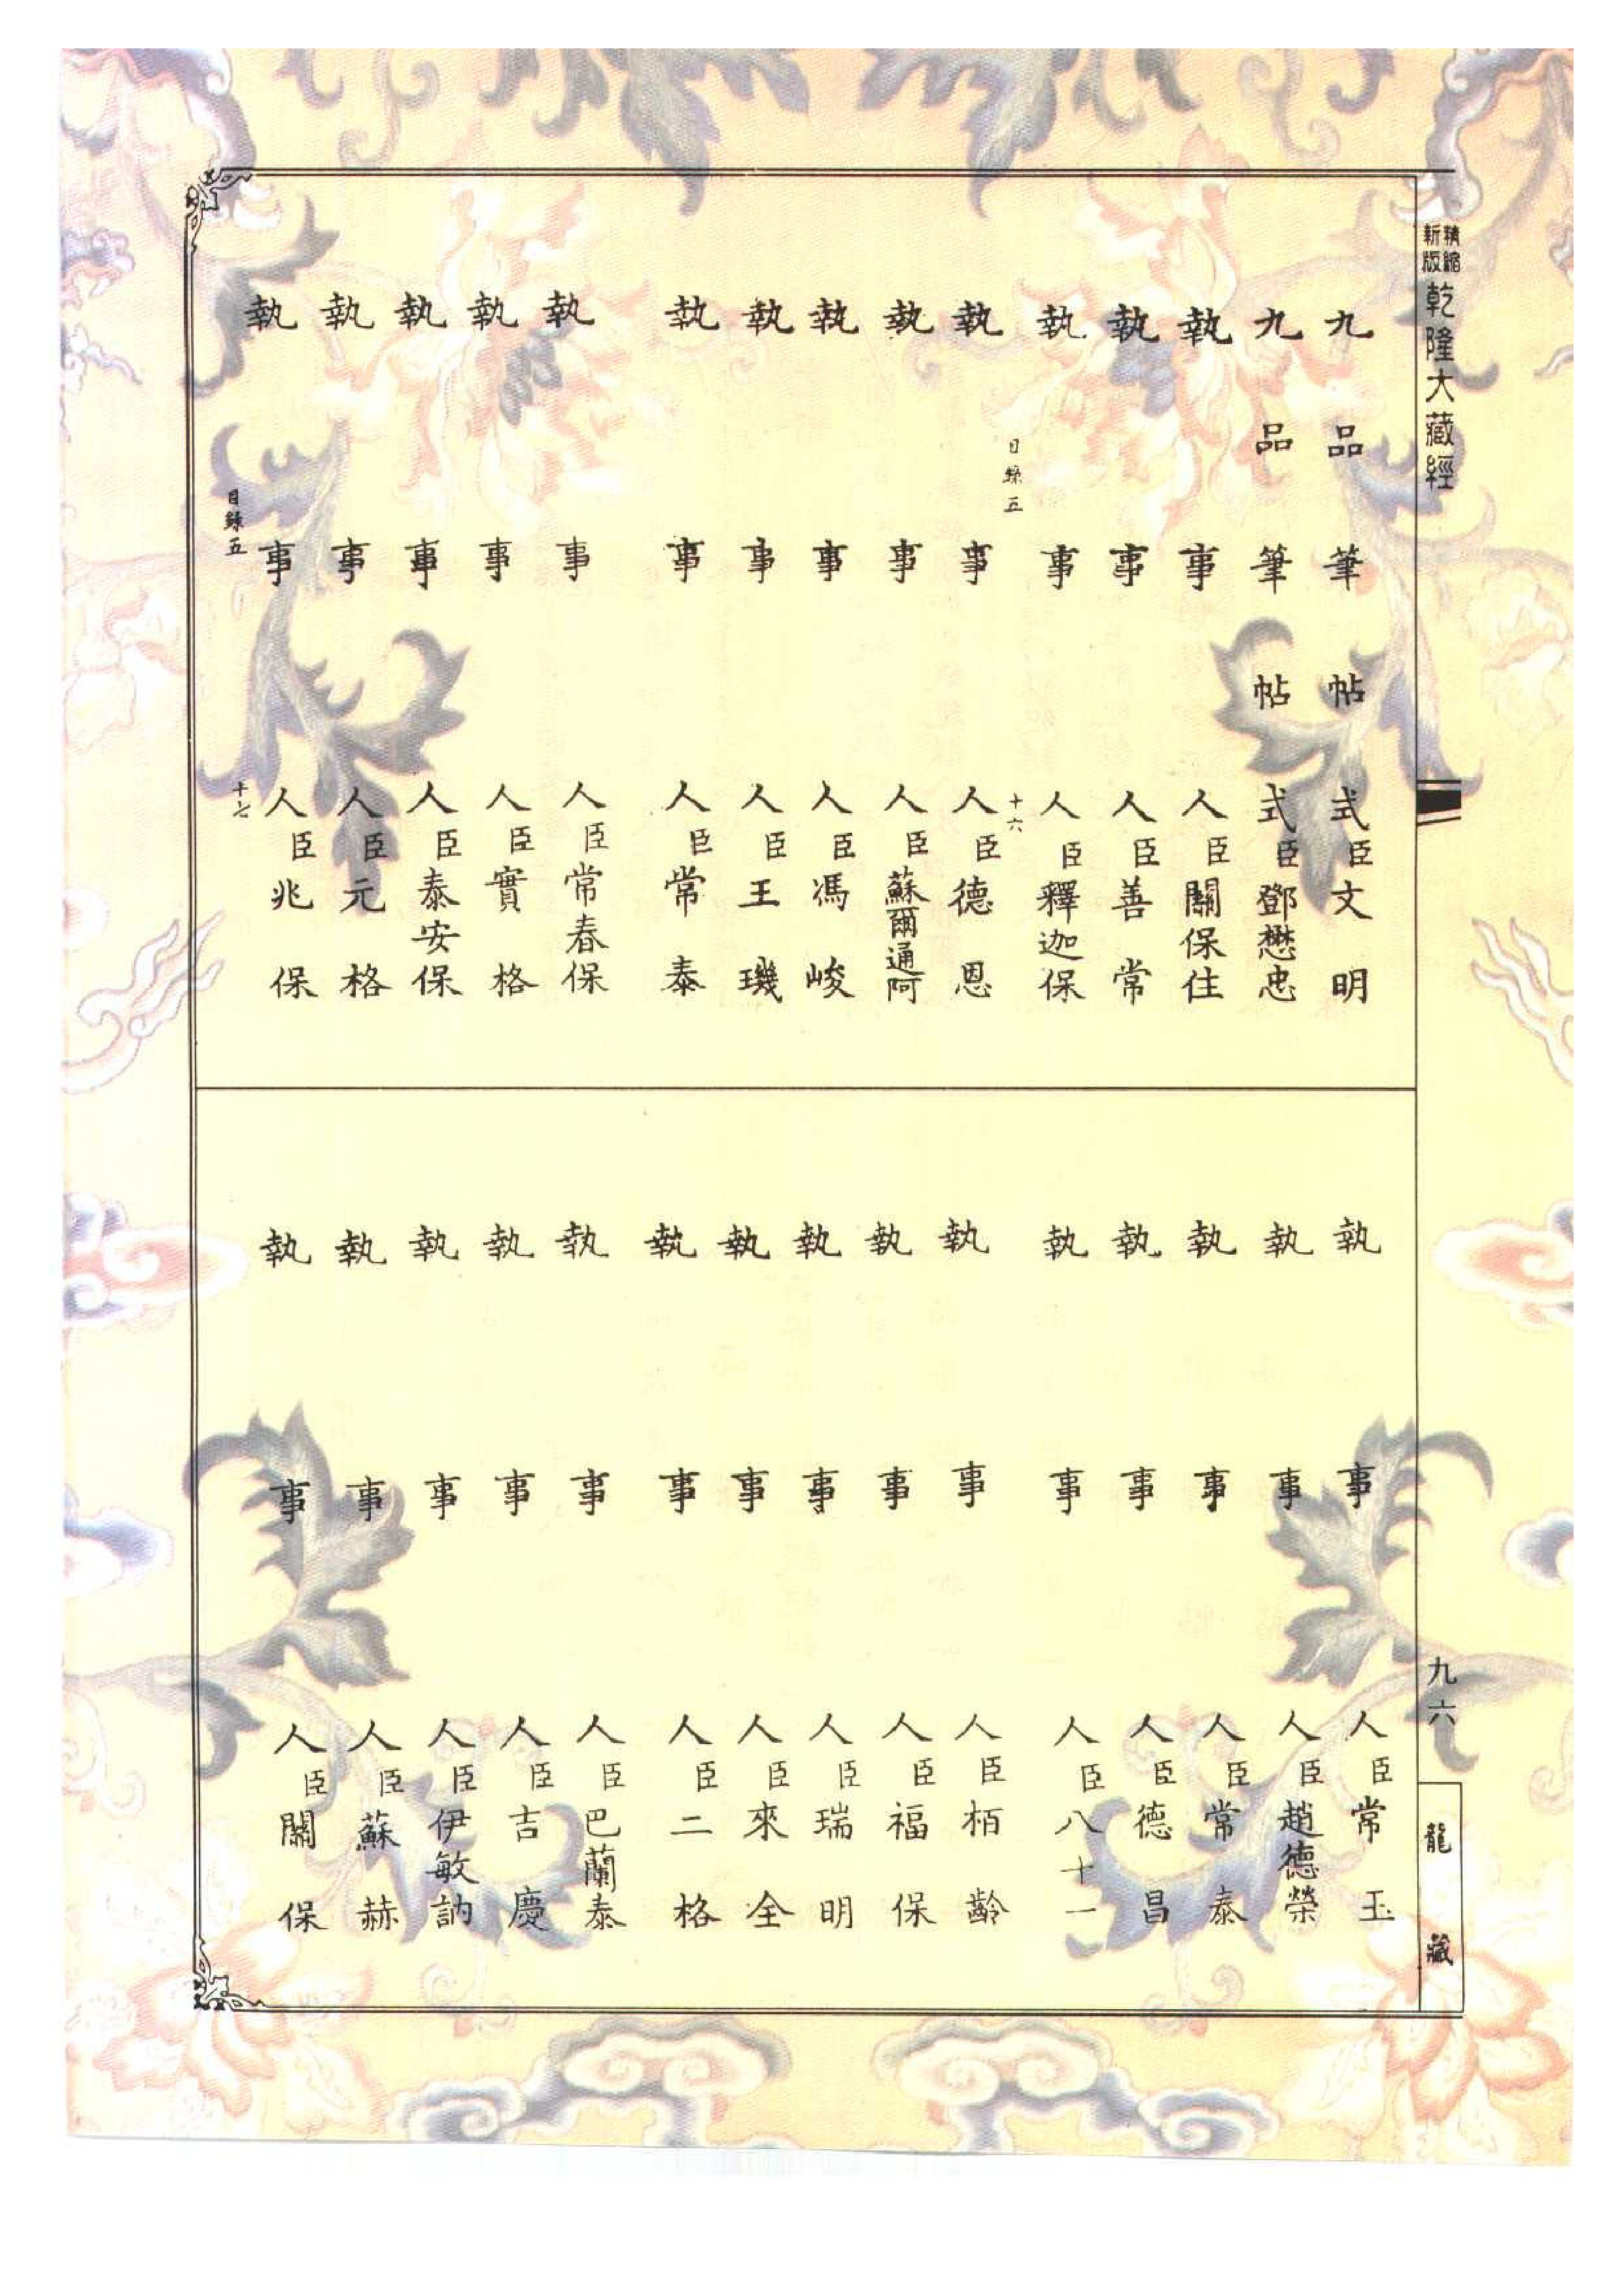 精縮新版乾隆大藏經
九品筆帖式臣文明
九品筆帖式臣鄧懋忠
執事人臣關保住
執事人臣善常
執事人臣釋迦保
目錄五 十六
執事人臣德恩
執事人臣蘇爾通阿
執事人臣馮峻
執事人臣王璣
執事人臣常泰
執事人臣常春保
執事人臣實格
執事人臣泰安保
執事人臣元格
執事人臣兆保
目錄五 十七
執事人臣常玉
執事人臣趙德榮
執事人臣常泰
執事人臣德昌
執事人臣八十一
執事人臣栢齡
執事人臣福保
執事人臣瑞明
執事人臣來全
執事人臣二格
執事人臣巴蘭泰
執事人臣吉慶
執事人臣伊敏訥
執事人臣蘇赫
執事人臣關保
九六
龍藏